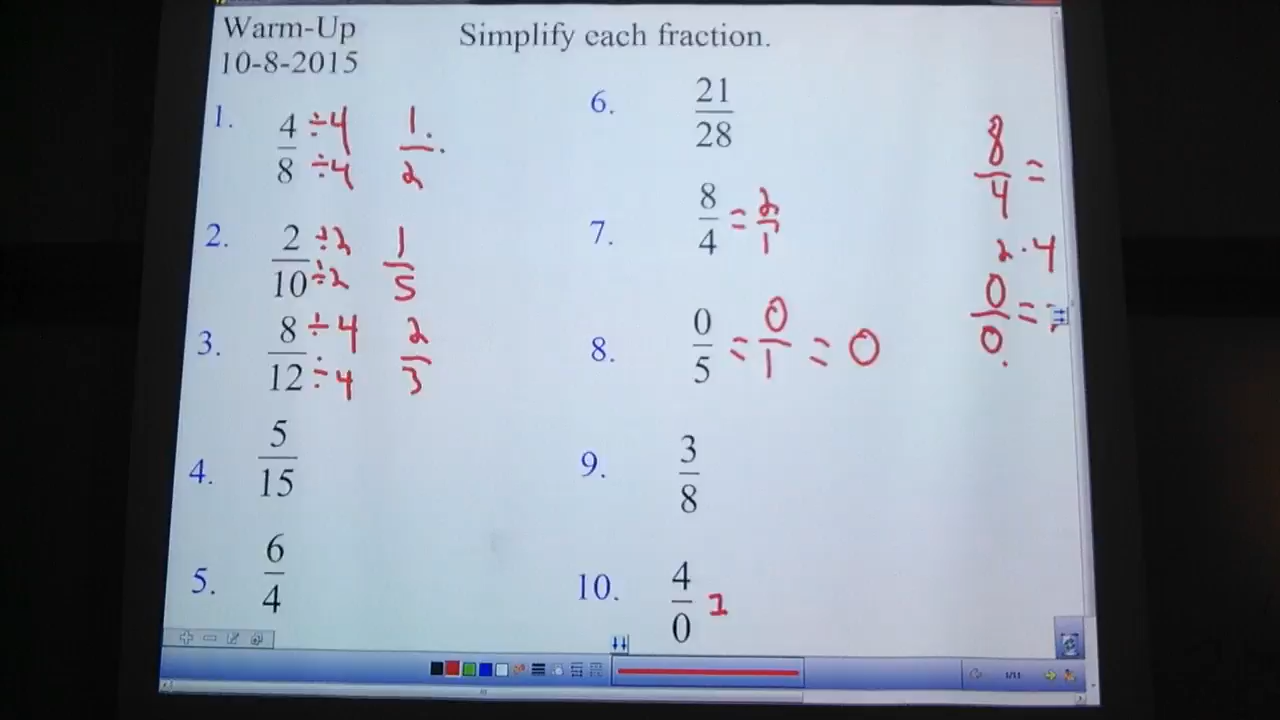 Warm-Up
10-8-2015
Simplify each fraction.
1. 4/8 ÷4/÷4 1/2
2. 2/10 ÷2/÷2 1/5
3. 8/12 ÷4/÷4 2/3
4. 5/15
5. 6/4
6. 21/28
7. 8/4 = 2/1
8. 0/5 = 0/1 = 0
9. 3/8
10. 4/0
8/4 =
2·4
0/0 =
1/11